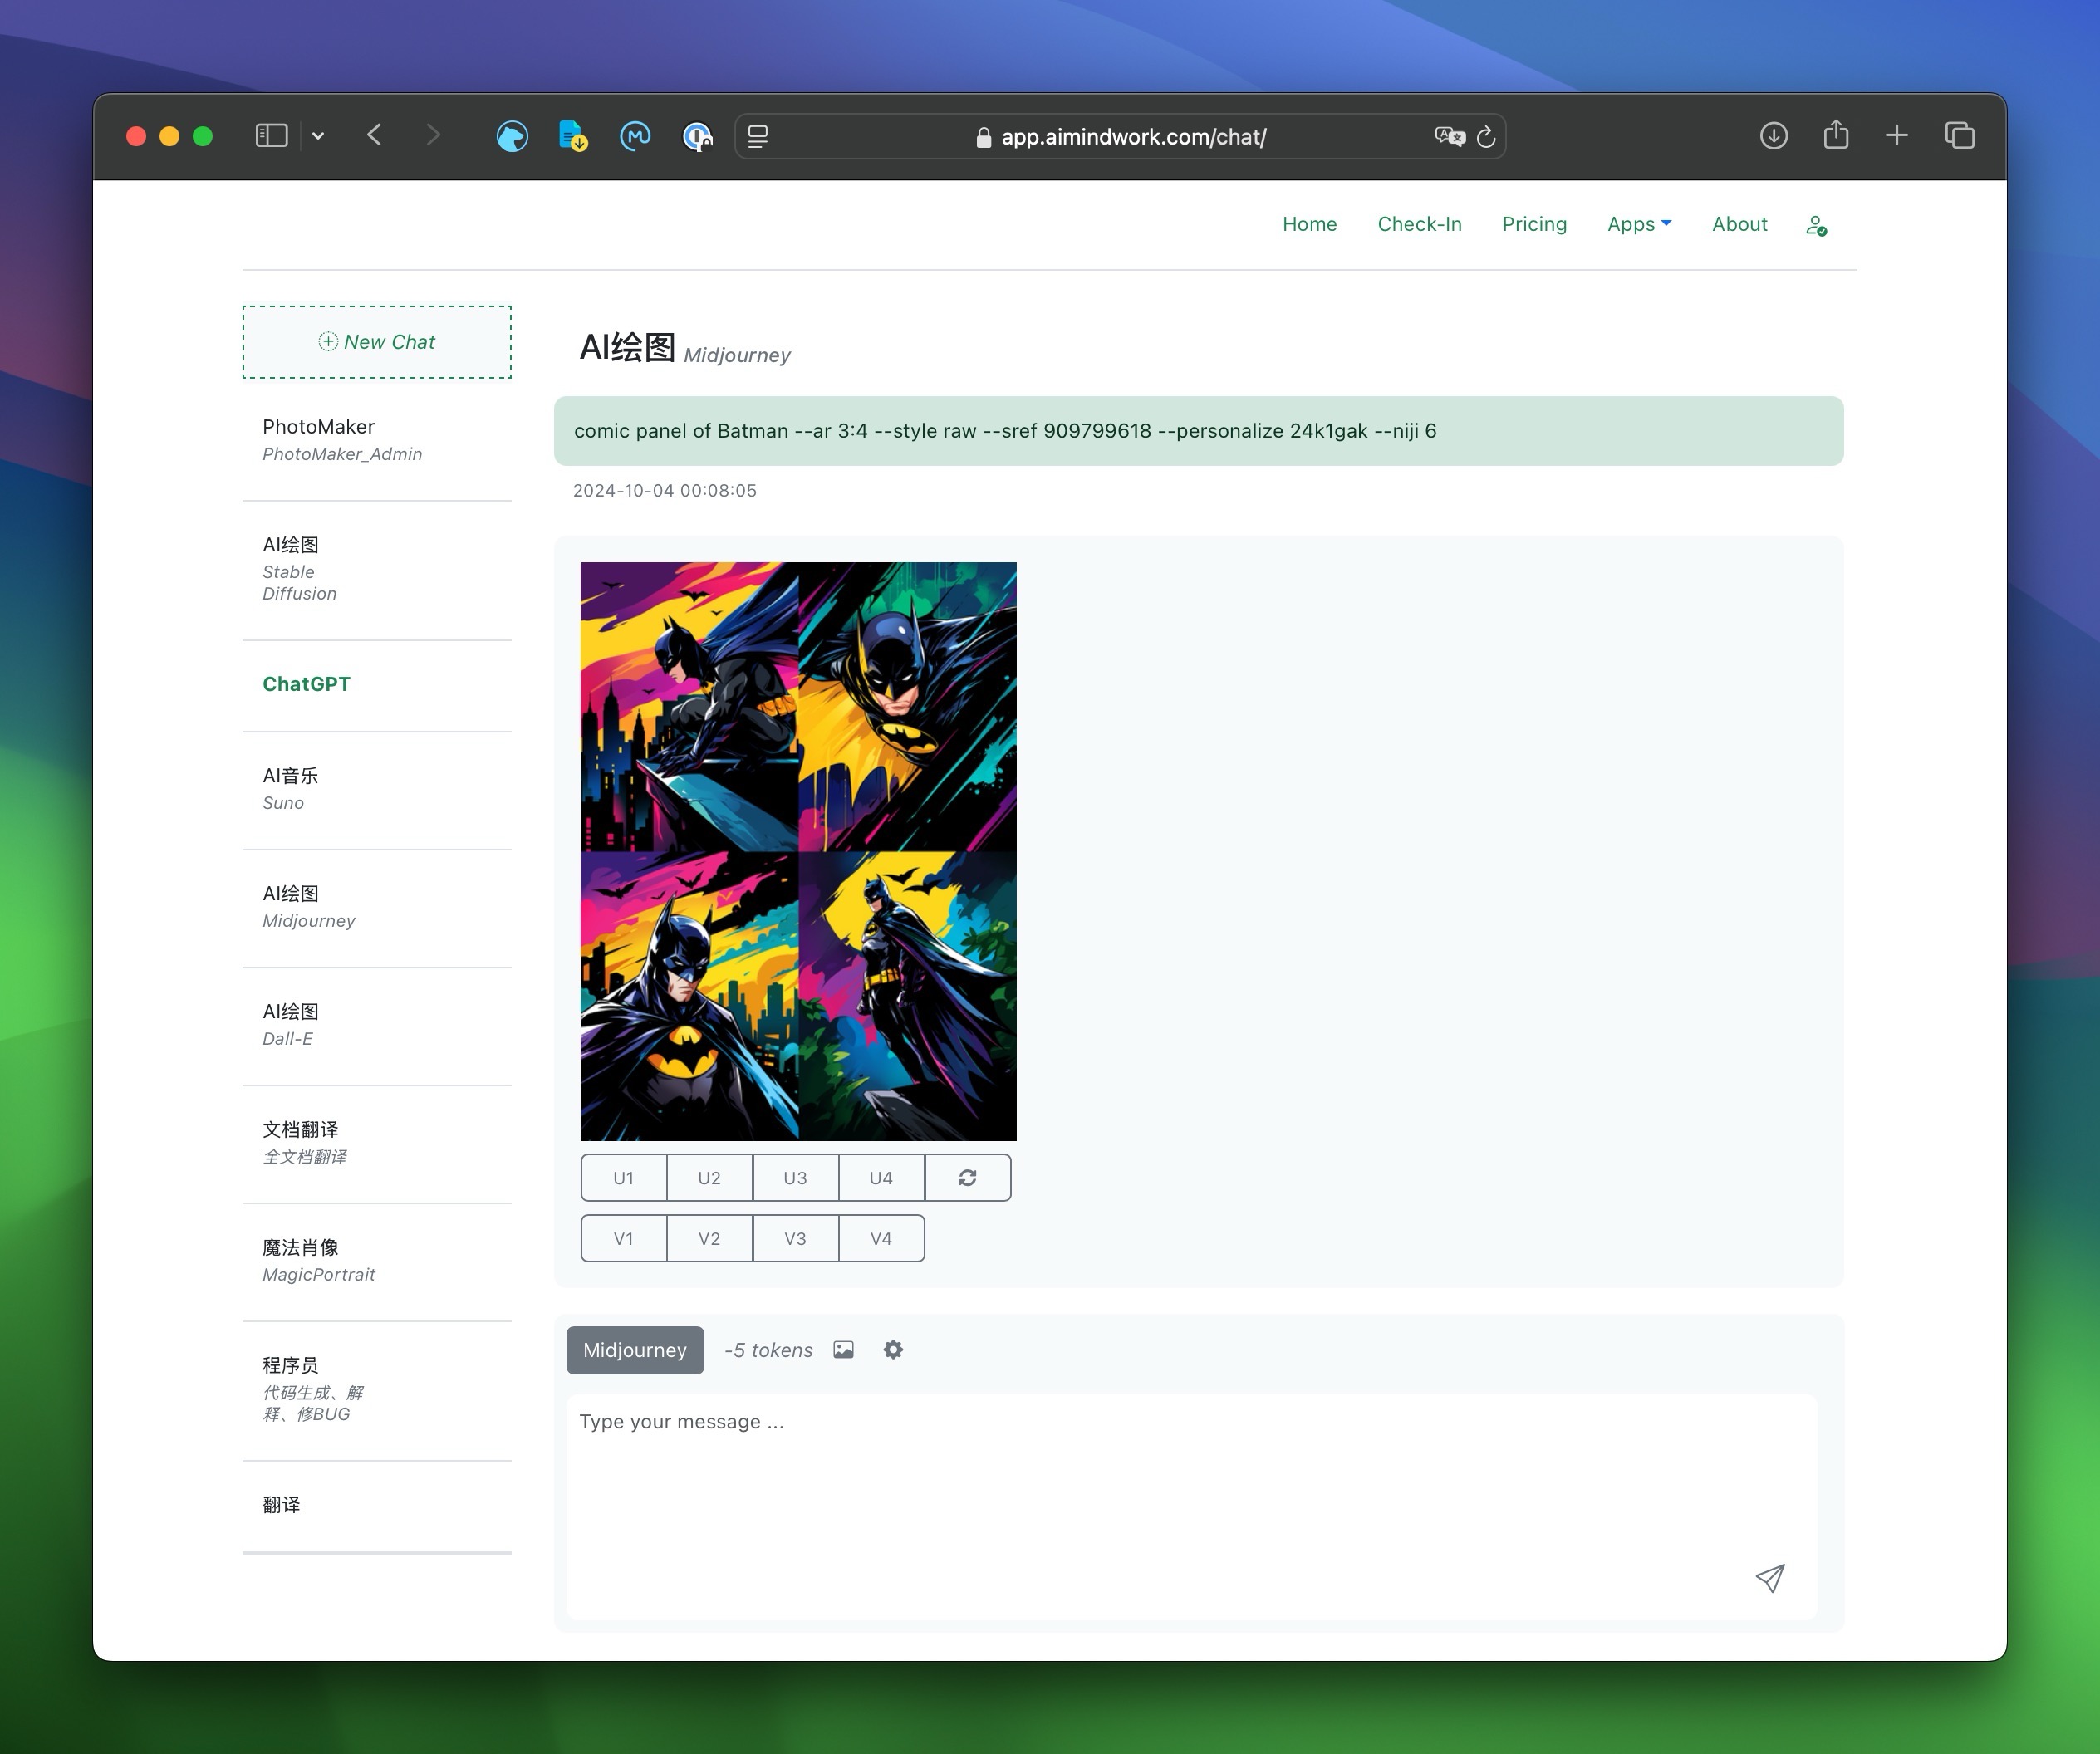 app.aimindwork.com/chat/
Home Check-In Pricing Apps About
New Chat
PhotoMaker
PhotoMaker_Admin
AI绘图
Stable
Diffusion
ChatGPT
AI音乐
Suno
AI绘图
Midjourney
AI绘图
Dall-E
文档翻译
全文档翻译
魔法肖像
MagicPortrait
程序员
代码生成、解
释、修BUG
翻译
AI绘图 Midjourney
comic panel of Batman --ar 3:4 --style raw --sref 909799618 --personalize 24k1gak --niji 6
2024-10-04 00:08:05
U1 U2 U3 U4
V1 V2 V3 V4
Midjourney -5 tokens
Type your message ...